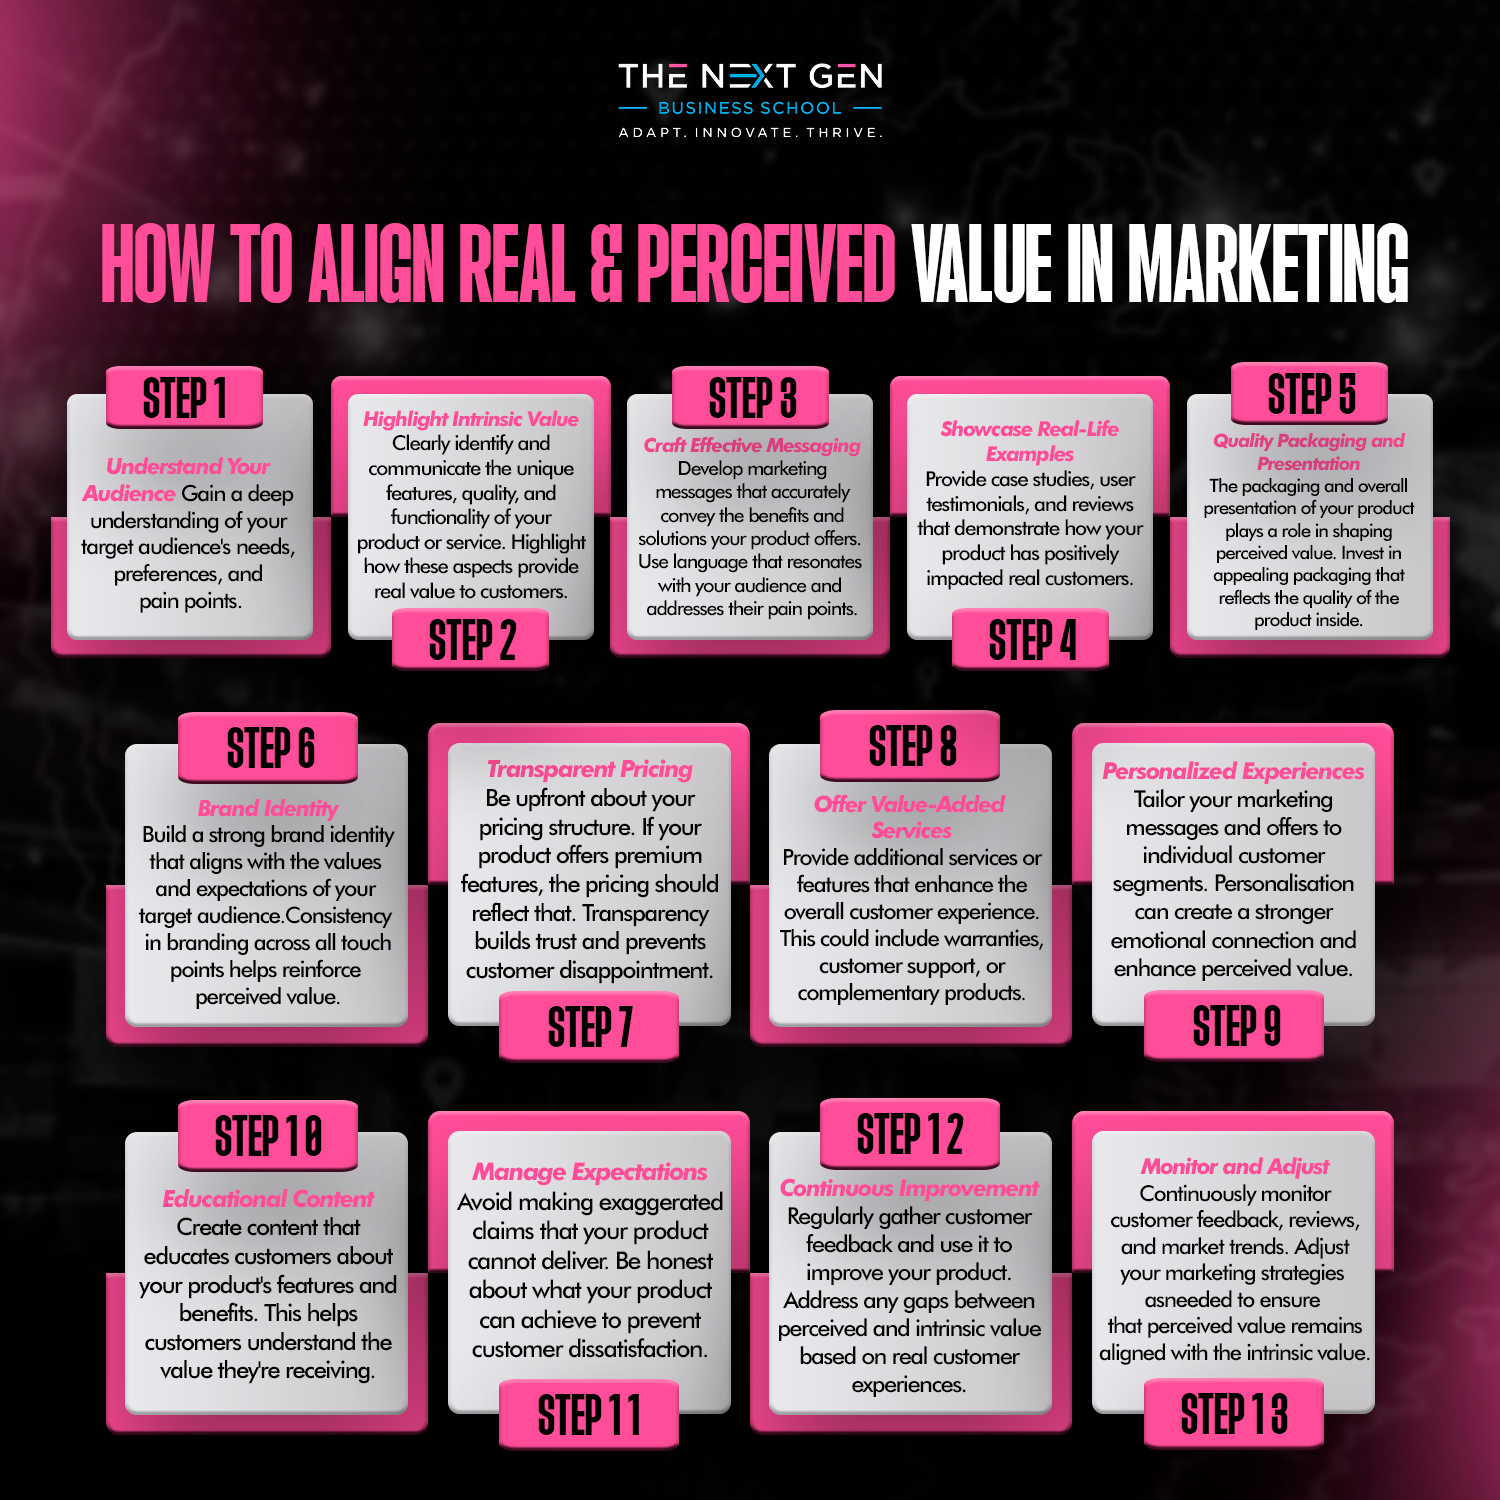 THE NEXT GEN
BUSINESS SCHOOL
ADAPT. INNOVATE. THRIVE.
HOW TO ALIGN REAL & PERCEIVED VALUE IN MARKETING
STEP 1
Understand Your
Audience Gain a deep
understanding of your
target audience's needs,
preferences, and
pain points.
Highlight Intrinsic Value
Clearly identify and
communicate the unique
features, quality, and
functionality of your
product or service. Highlight
how these aspects provide
real value to customers.
STEP 2
STEP 3
Craft Effective Messaging
Develop marketing
messages that accurately
convey the benefits and
solutions your product offers.
Use language that resonates
with your audience and
addresses their pain points.
Showcase Real-Life
Examples
Provide case studies, user
testimonials, and reviews
that demonstrate how your
product has positively
impacted real customers.
STEP 4
STEP 5
Quality Packaging and
Presentation
The packaging and overall
presentation of your product
plays a role in shaping
perceived value. Invest in
appealing packaging that
reflects the quality of the
product inside.
STEP 6
Brand Identity
Build a strong brand identity
that aligns with the values
and expectations of your
target audience.Consistency
in branding across all touch
points helps reinforce
perceived value.
Transparent Pricing
Be upfront about your
pricing structure. If your
product offers premium
features, the pricing should
reflect that. Transparency
builds trust and prevents
customer disappointment.
STEP 7
STEP 8
Offer Value-Added
Services
Provide additional services or
features that enhance the
overall customer experience.
This could include warranties,
customer support, or
complementary products.
Personalized Experiences
Tailor your marketing
messages and offers to
individual customer
segments. Personalisation
can create a stronger
emotional connection and
enhance perceived value.
STEP 9
STEP 10
Educational Content
Create content that
educates customers about
your product's features and
benefits. This helps
customers understand the
value they're receiving.
Manage Expectations
Avoid making exaggerated
claims that your product
cannot deliver. Be honest
about what your product
can achieve to prevent
customer dissatisfaction.
STEP 11
STEP 12
Continuous Improvement
Regularly gather customer
feedback and use it to
improve your product.
Address any gaps between
perceived and intrinsic value
based on real customer
experiences.
Monitor and Adjust
Continuously monitor
customer feedback, reviews,
and market trends. Adjust
your marketing strategies
asneeded to ensure
that perceived value remains
aligned with the intrinsic value.
STEP 13